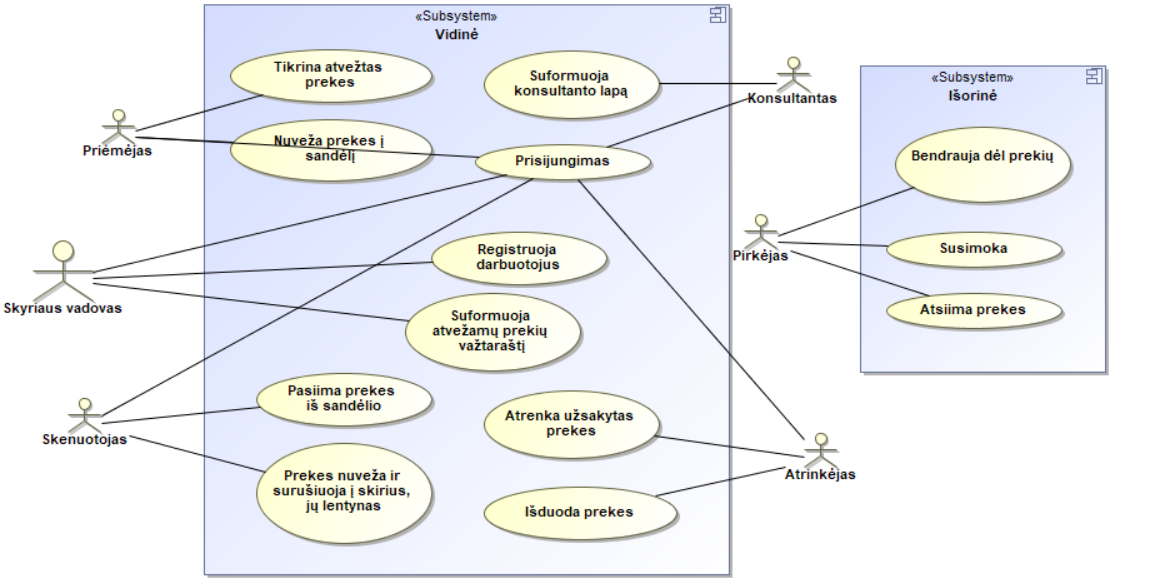 «Subsystem»
Vidinė
Tikrina atvežtas
prekes
Suformuoja
konsultanto lapą
Konsultantas
Priėmėjas
Nuveža prekes į
sandėlį
Prisijungimas
Skyriaus vadovas
Registruoja
darbuotojus
Suformuoja
atvežamų prekių
važtaraštį
Skenuotojas
Pasiima prekes
iš sandėlio
Atrenka užsakytas
prekes
Atrinkėjas
Prekes nuveža ir
surušiuoja į skirius,
jų lentynas
Išduoda prekes
«Subsystem»
Išorinė
Bendrauja dėl prekių
Pirkėjas
Susimoka
Atsiima prekes